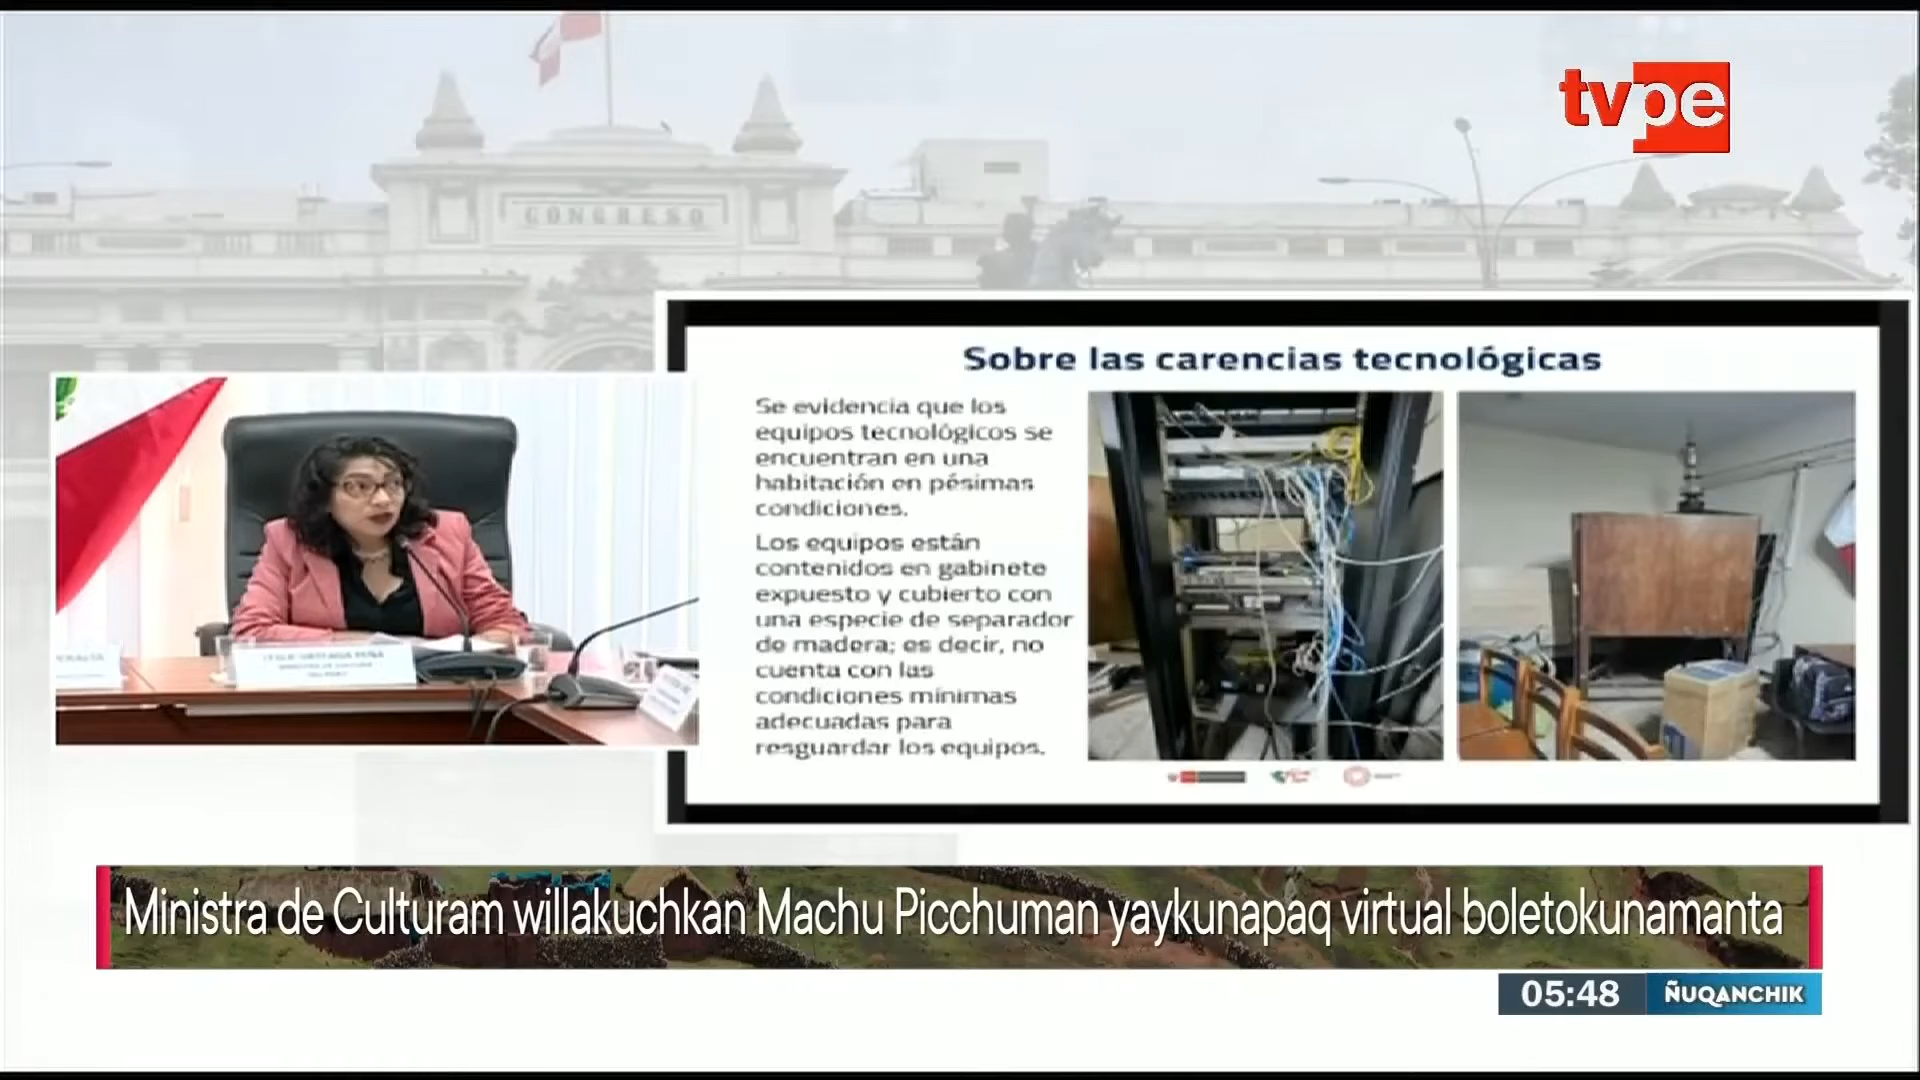 tvpe
CONGRESO
Sobre las carencias tecnológicas
Se evidencia que los
equipos tecnológicos se
encuentran en una
habitación en pésimas
condiciones.
Los equipos están
contenidos en gabinete
expuesto y cubierto con
una especie de separador
de madera; es decir, no
cuenta con las
condiciones mínimas
adecuadas para
resguardar los equipos.
Ministra de Culturam willakuchkan Machu Picchuman yaykunapaq virtual boletokunamanta
05:48 ÑUQANCHIK